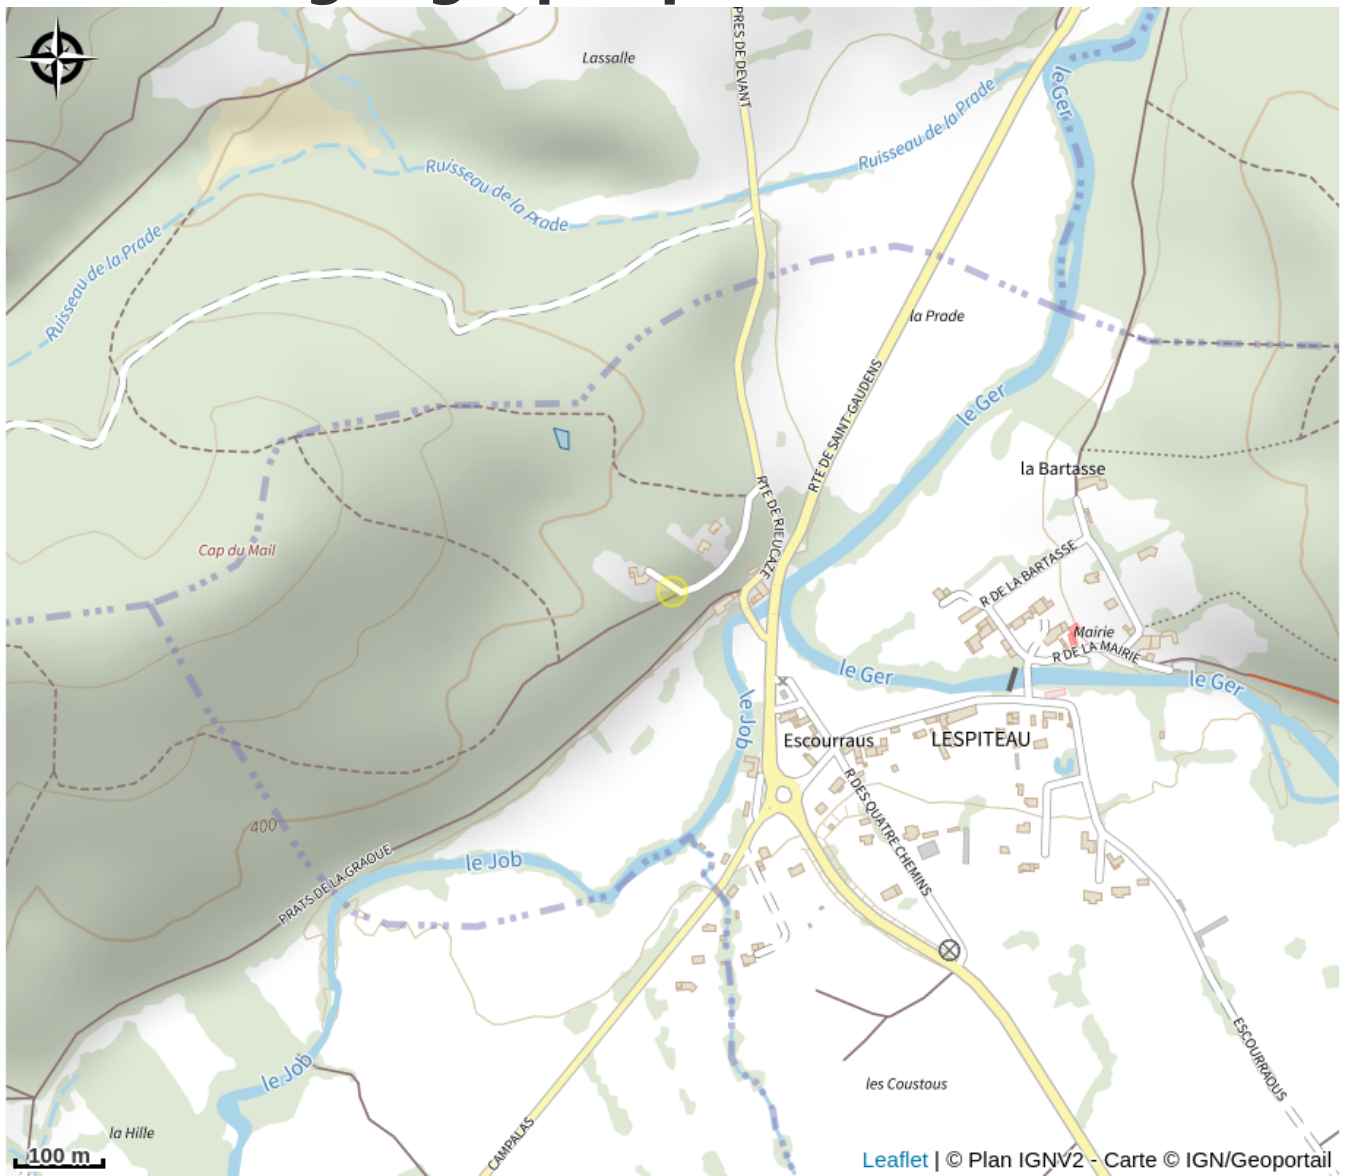 Lassalle
PRES DE DEVANT
le Ger
Ruisseau de la Prade
Ruisseau de la Prade
Ruisseau de la Prade
la Prade
RTE DE SAINT-GAUDENS
le Ger
la Bartasse
RTE DE RIEUCAZE
Cap du Mail
R DE LA BARTASSE
Mairie
R DE LA MAIRIE
le Ger
le Ger
le Job
Escourraus
LESPITEAU
R DES QUATRE CHEMINS
400
PRATS DE LA GRAOUE
le Job
le Job
les Coustous
ESCOURRAOUS
la Hille
CAMPALAS
100 m
Leaflet | © Plan IGNV2 - Carte © IGN/Geoportail